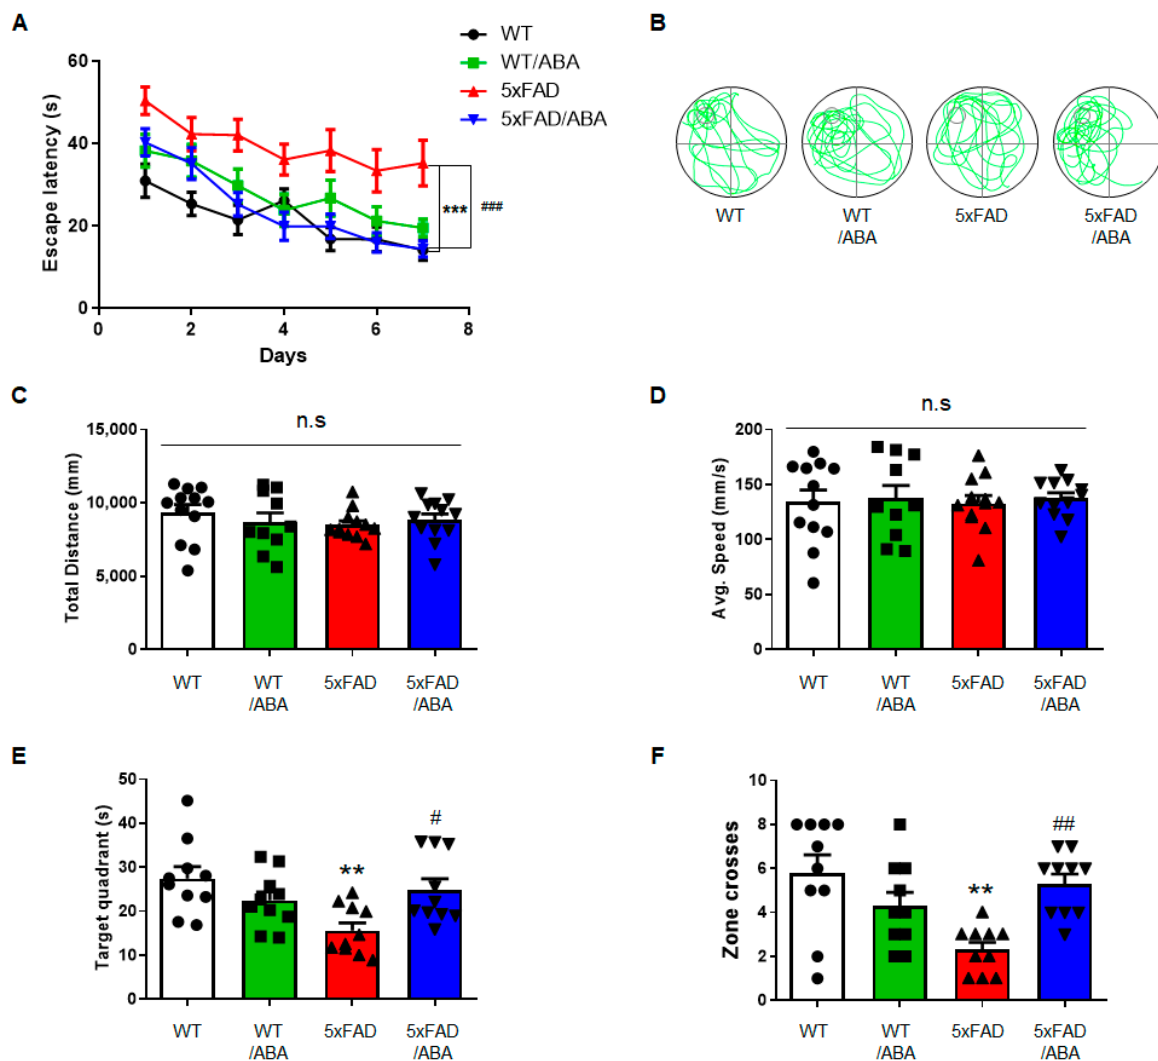 A
WT
WT/ABA
5xFAD
5xFAD/ABA
Escape latency (s)
60
40
20
0
0 2 4 6 8
Days
***
###
B
WT
WT
/ABA
5xFAD
5xFAD
/ABA
C
n.s
Total Distance (mm)
15,000
10,000
5,000
0
WT
WT
/ABA
5xFAD
5xFAD
/ABA
D
n.s
Avg. Speed (mm/s)
200
150
100
50
0
WT
WT
/ABA
5xFAD
5xFAD
/ABA
E
Target quadrant (s)
50
40
30
20
10
0
**
#
WT
WT
/ABA
5xFAD
5xFAD
/ABA
F
Zone crosses
10
8
6
4
2
0
**
##
WT
WT
/ABA
5xFAD
5xFAD
/ABA